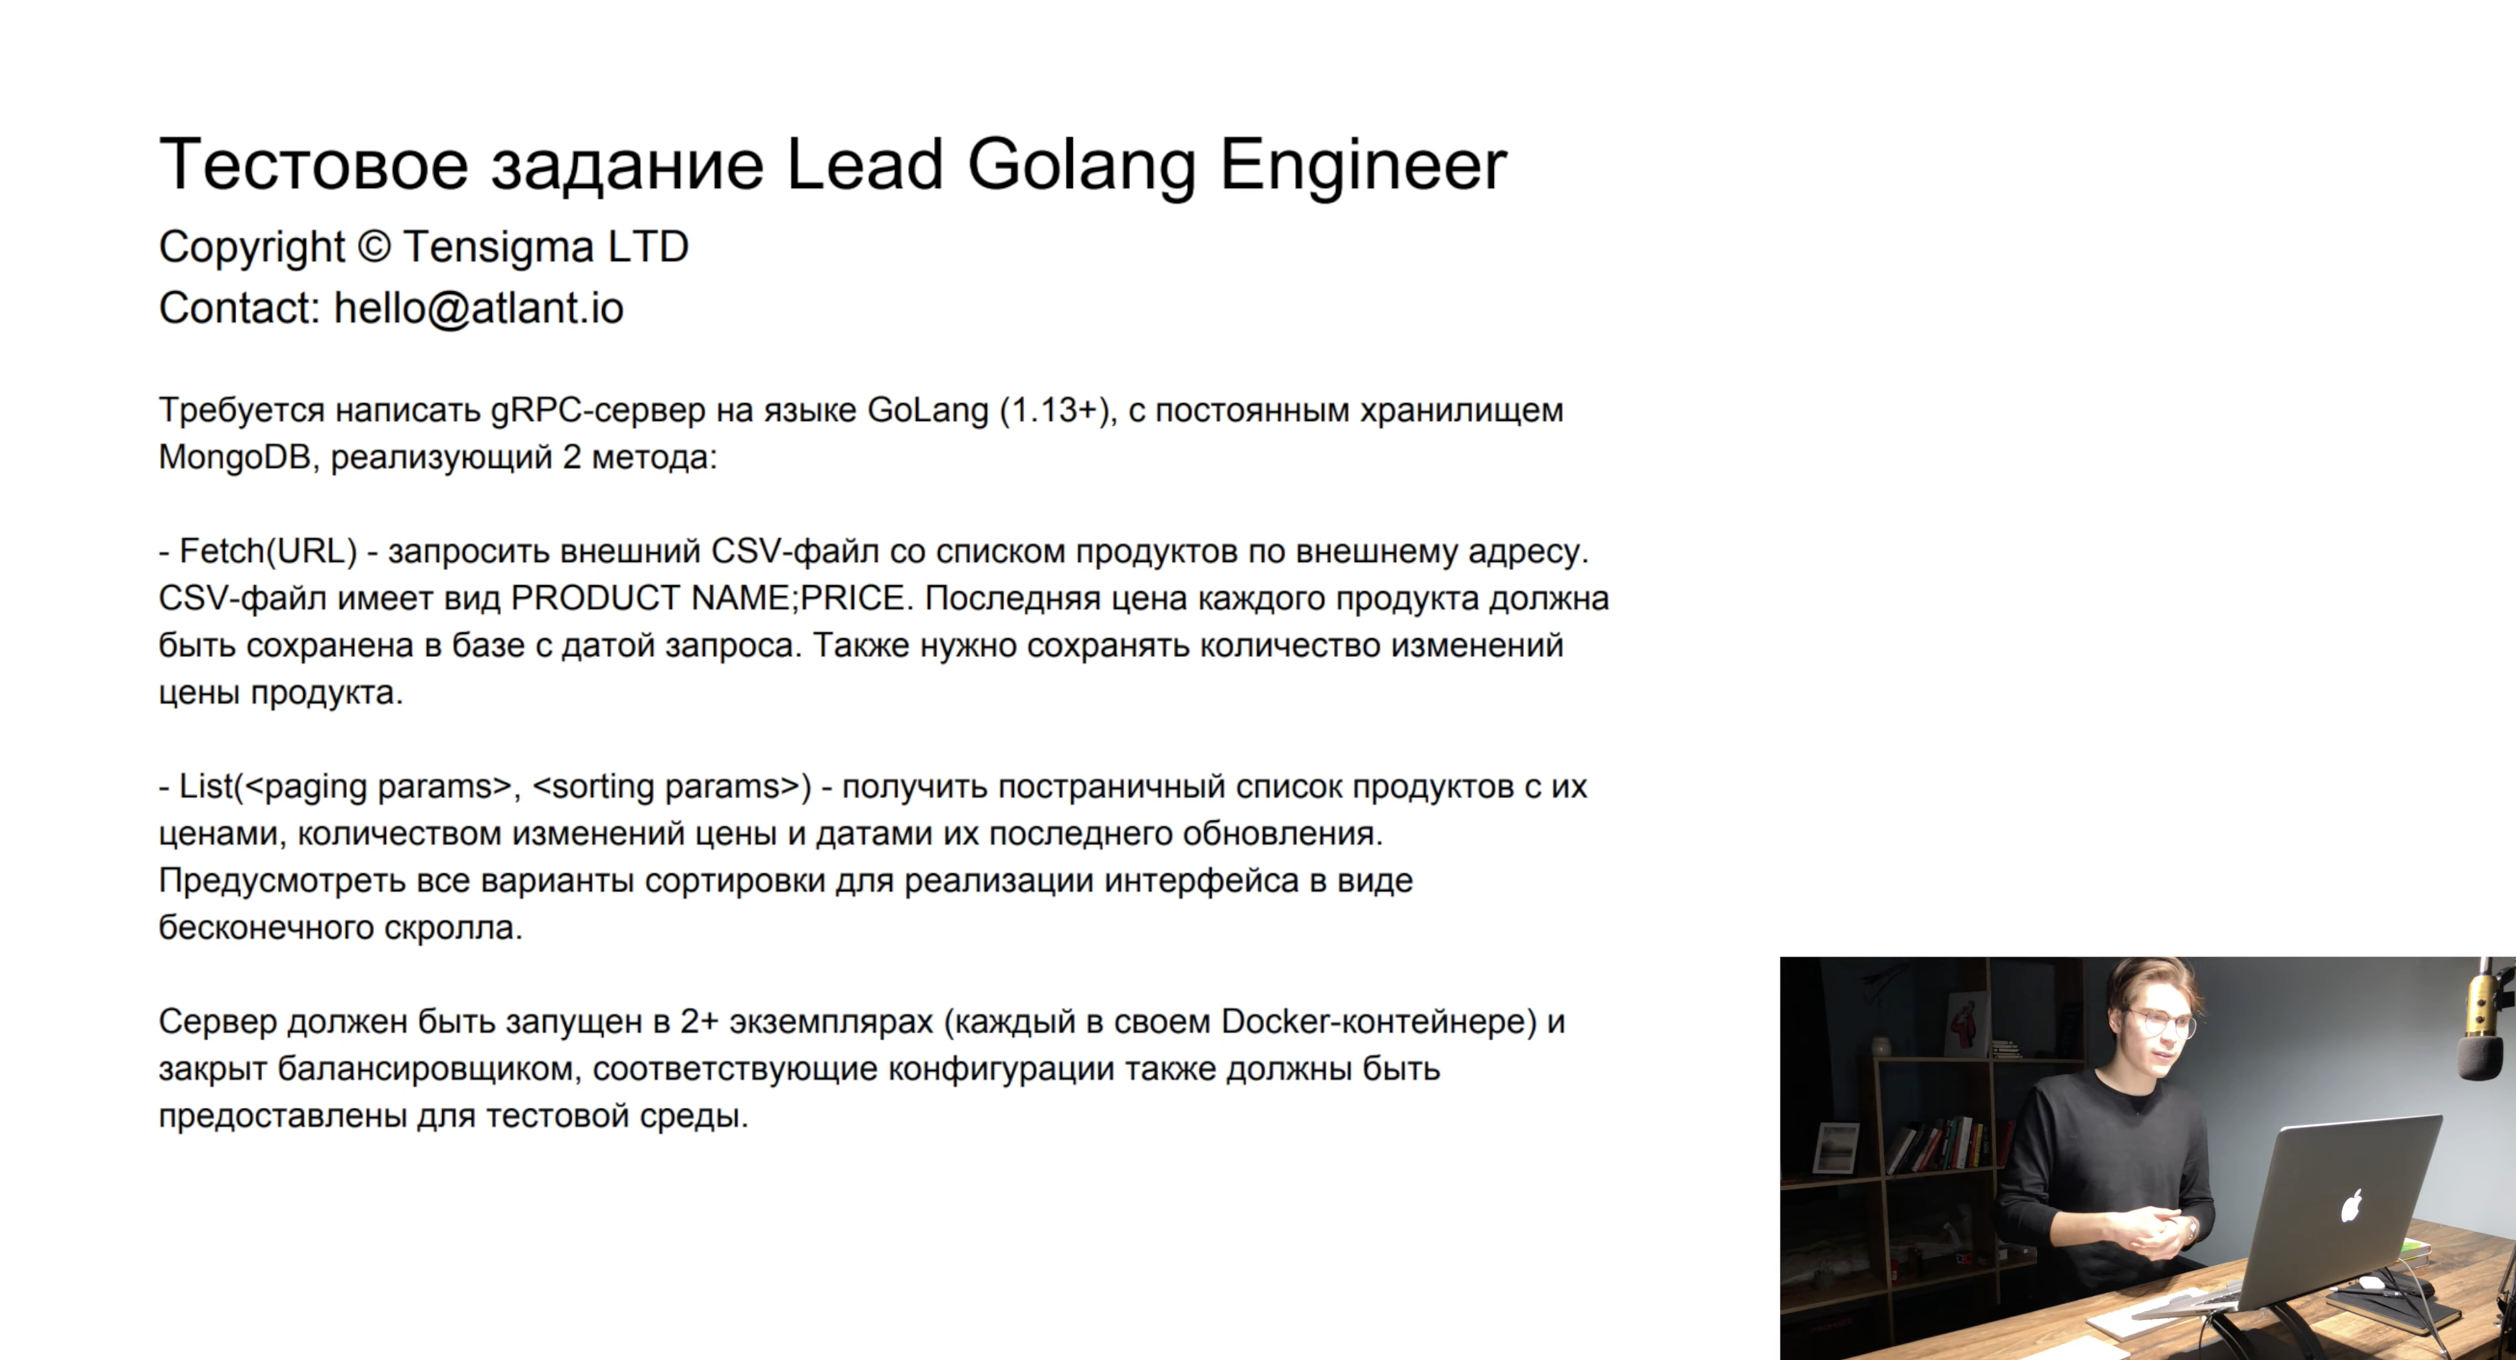 Тестовое задание Lead Golang Engineer
Copyright © Tensigma LTD
Contact: hello@atlant.io
Требуется написать gRPC-сервер на языке GoLang (1.13+), с постоянным хранилищем
MongoDB, реализующий 2 метода:
- Fetch(URL) - запросить внешний CSV-файл со списком продуктов по внешнему адресу.
CSV-файл имеет вид PRODUCT NAME;PRICE. Последняя цена каждого продукта должна
быть сохранена в базе с датой запроса. Также нужно сохранять количество изменений
цены продукта.
- List(<paging params>, <sorting params>) - получить постраничный список продуктов с их
ценами, количеством изменений цены и датами их последнего обновления.
Предусмотреть все варианты сортировки для реализации интерфейса в виде
бесконечного скролла.
Сервер должен быть запущен в 2+ экземплярах (каждый в своем Docker-контейнере) и
закрыт балансировщиком, соответствующие конфигурации также должны быть
предоставлены для тестовой среды.